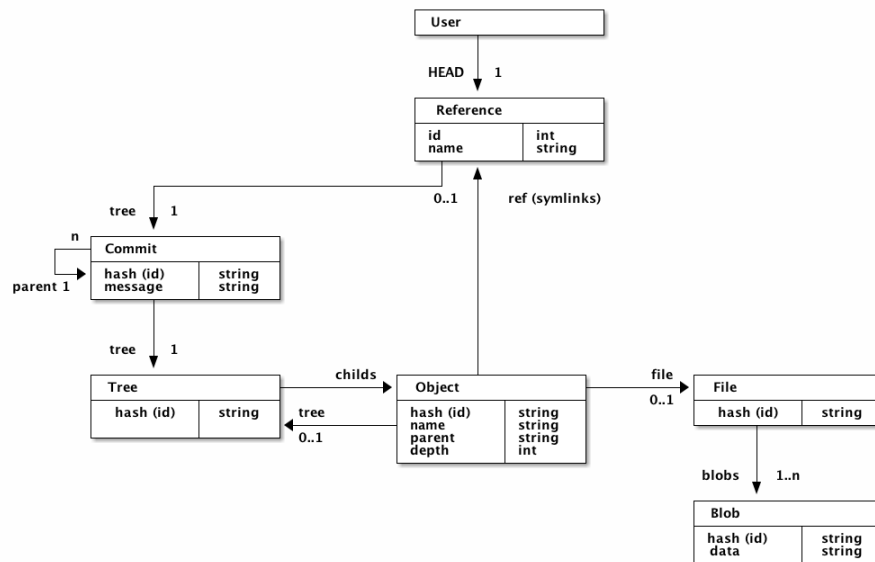 User
HEAD 1
Reference
id int
name string
0..1 ref (symlinks)
tree 1
n
Commit
hash (id) string
message string
parent 1
tree 1
childs
file
Tree
hash (id) string
tree
0..1
Object
hash (id) string
name string
parent string
depth int
0..1
File
hash (id) string
blobs 1..n
Blob
hash (id) string
data string